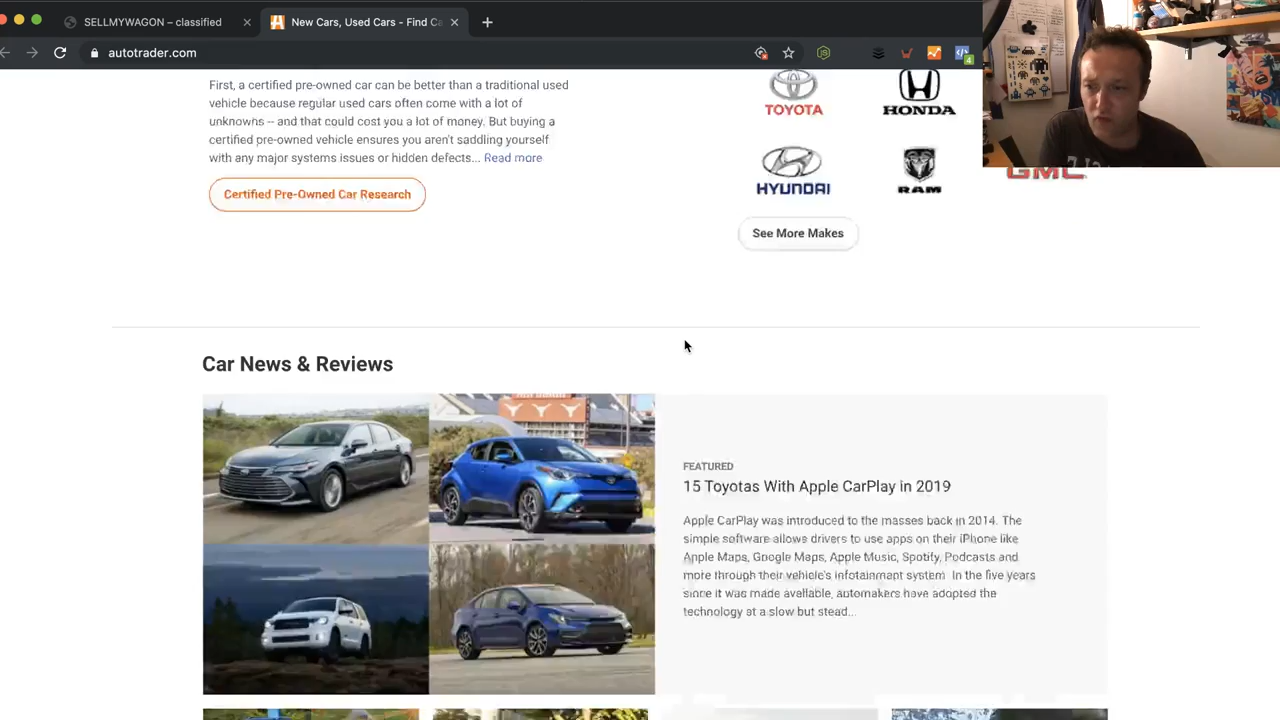 SELLMYWAGON – classified
New Cars, Used Cars - Find Ca
autotrader.com
4
First, a certified pre-owned car can be better than a traditional used
vehicle because regular used cars often come with a lot of
unknowns -- and that could cost you a lot of money. But buying a
certified pre-owned vehicle ensures you aren't saddling yourself
with any major systems issues or hidden defects... Read more
Certified Pre-Owned Car Research
TOYOTA
HONDA
HYUNDAI
RAM
GMC
See More Makes
Car News & Reviews
FEATURED
15 Toyotas With Apple CarPlay in 2019
Apple CarPlay was introduced to the masses back in 2014. The
simple software allows drivers to use apps on their iPhone like
Apple Maps, Google Maps, Apple Music, Spotify, Podcasts and
more through their vehicle's infotainment system. In the five years
since it was made available, automakers have adopted the
technology at a slow but stead...